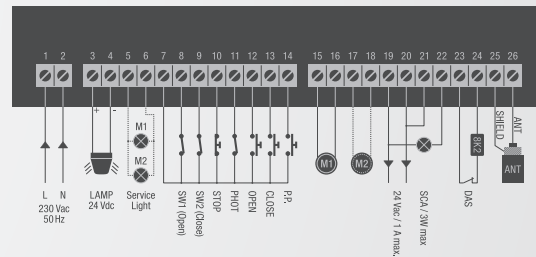 1 2 3 4 5 6 7 8 9 10 11 12 13 14 15 16 17 18 19 20 21 22 23 24 25 26
+ -
SHIELD
ANT
M1
M2
M1
M2
8K2
ANT
L N
230 Vac
50 Hz
LAMP
24 Vdc
Service
Light
SW1 (Open)
SW2 (Close)
STOP
PHOT
OPEN
CLOSE
P.P.
24 Vac / 1 A max.
SCA / 3W max
DAS